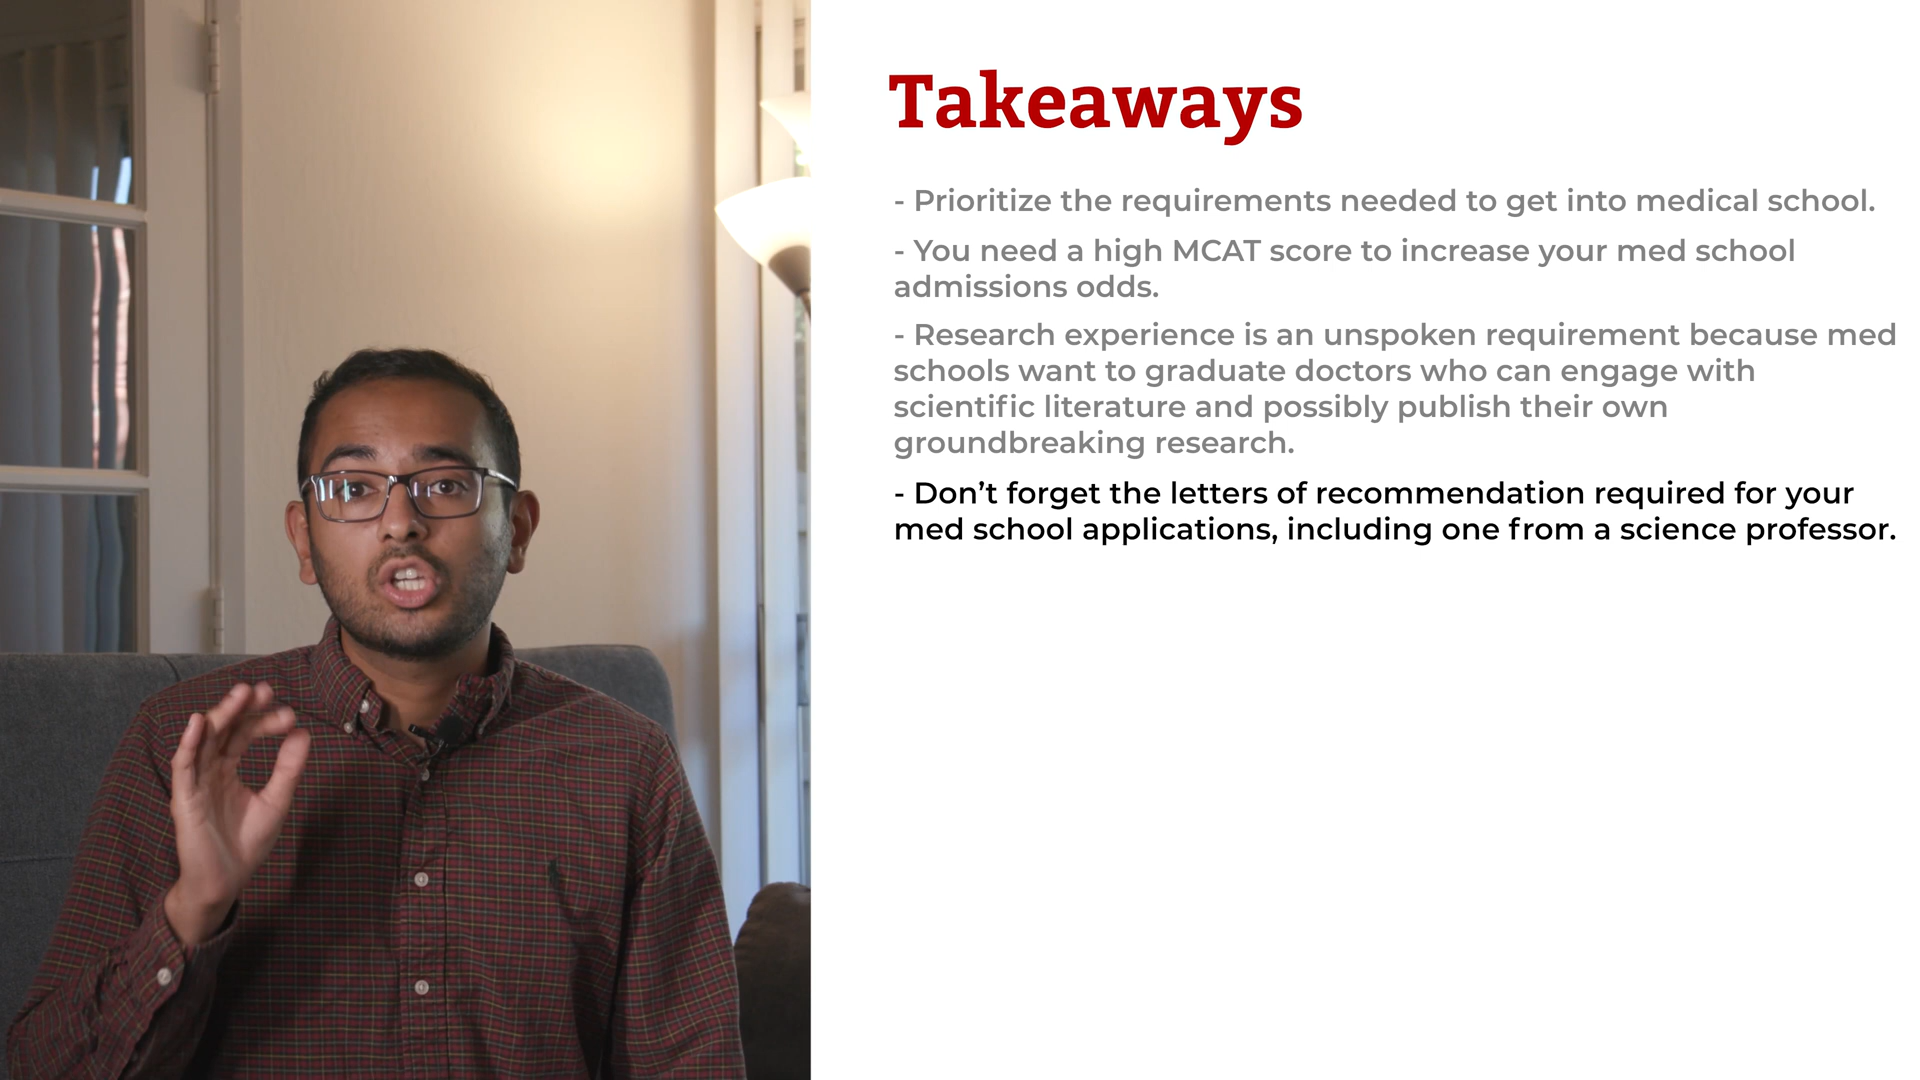 Takeaways
- Prioritize the requirements needed to get into medical school.
- You need a high MCAT score to increase your med school
admissions odds.
- Research experience is an unspoken requirement because med
schools want to graduate doctors who can engage with
scientific literature and possibly publish their own
groundbreaking research.
- Don’t forget the letters of recommendation required for your
med school applications, including one from a science professor.